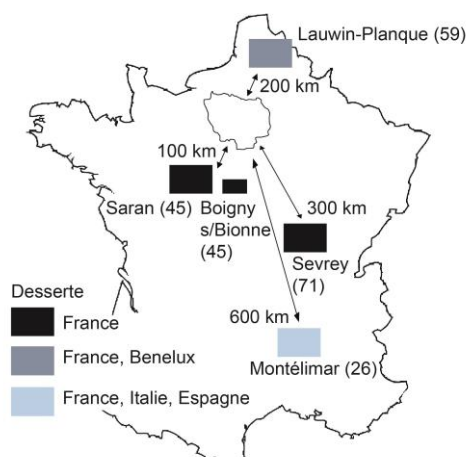 Lauwin-Planque (59)
200 km
100 km
Saran (45)
Boigny
s/Bionne
(45)
300 km
Sevrey
(71)
600 km
Montélimar (26)
Desserte
France
France, Benelux
France, Italie, Espagne